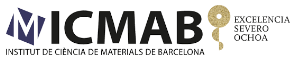 ICMAB
INSTITUT DE CIÈNCIA DE MATERIALS DE BARCELONA
EXCELENCIA
SEVERO
OCHOA